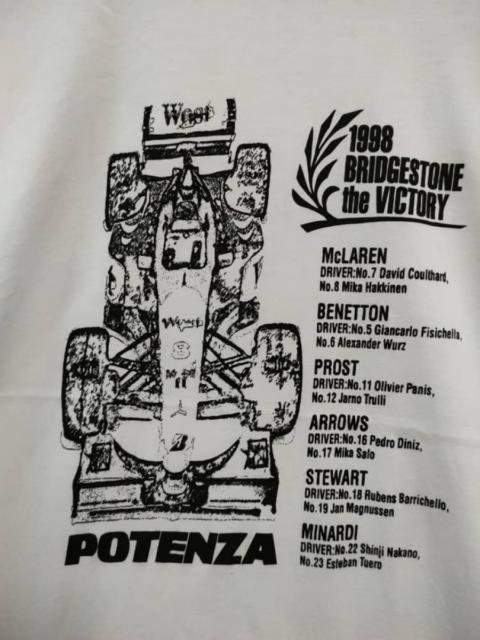 West
8
1998
BRIDGESTONE
the VICTORY
McLAREN
DRIVER:No.7 David Coulthard,
No.8 Mika Hakkinen
BENETTON
DRIVER:No.5 Giancarlo Fisichella,
No.6 Alexander Wurz
PROST
DRIVER:No.11 Olivier Panis,
No.12 Jarno Trulli
ARROWS
DRIVER:No.16 Pedro Diniz,
No.17 Mika Salo
STEWART
DRIVER:No.18 Rubens Barrichello,
No.19 Jan Magnussen
MINARDI
DRIVER:No.22 Shinji Nakano,
No.23 Esteban Tuero
POTENZA